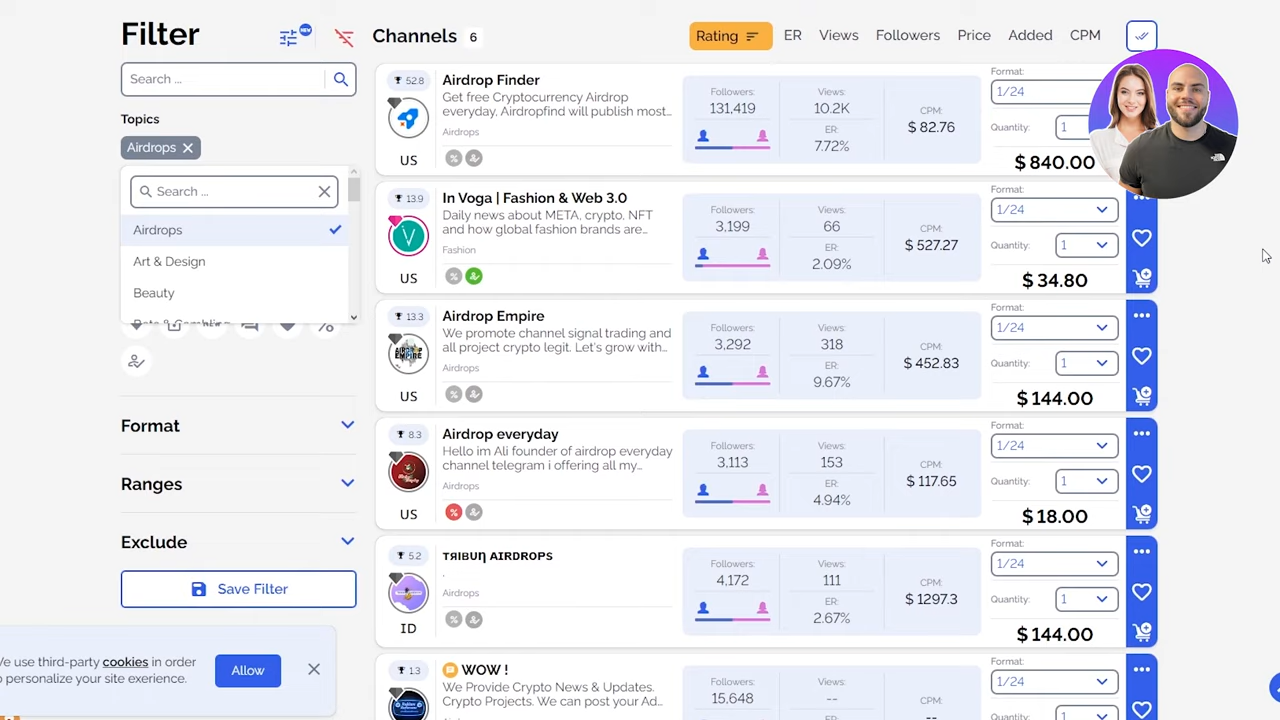 Filter
NEW
Search ...
Topics
Airdrops
Search ...
Airdrops
Art & Design
Beauty
Bets & Gambling
Format
Ranges
Exclude
Save Filter
We use third-party cookies in order
to personalize your site exerience.
Allow
Channels 6
Rating ER Views Followers Price Added CPM
52.8
US
Airdrop Finder
Get free Cryptocurrency Airdrop
everyday. Airdropfind will publish most...
Airdrops
Followers:
131,419
Views:
10.2K
ER:
7.72%
CPM:
$ 82.76
Format:
1/24
Quantity: 1
$ 840.00
13.9
US
In Voga | Fashion & Web 3.0
Daily news about META, crypto. NFT
and how global fashion brands are...
Fashion
Followers:
3,199
Views:
66
ER:
2.09%
CPM:
$ 527.27
Format:
1/24
Quantity: 1
$ 34.80
13.3
US
Airdrop Empire
We promote channel signal trading and
all project crypto legit. Let's grow with...
Airdrops
Followers:
3,292
Views:
318
ER:
9.67%
CPM:
$ 452.83
Format:
1/24
Quantity: 1
$ 144.00
8.3
US
Airdrop everyday
Hello im Ali founder of airdrop everyday
channel telegram i offering all my...
Airdrops
Followers:
3,113
Views:
153
ER:
4.94%
CPM:
$ 117.65
Format:
1/24
Quantity: 1
$ 18.00
5.2
ID
тяιвυη AIRDROPS
.
Airdrops
Followers:
4,172
Views:
111
ER:
2.67%
CPM:
$ 1297.3
Format:
1/24
Quantity: 1
$ 144.00
1.3
WOW !
We Provide Crypto News & Updates.
Crypto Projects. We can post your Ad...
Followers:
15,648
Views:
--
ER:
CPM:
--
Format:
1/24
Quantity: 1